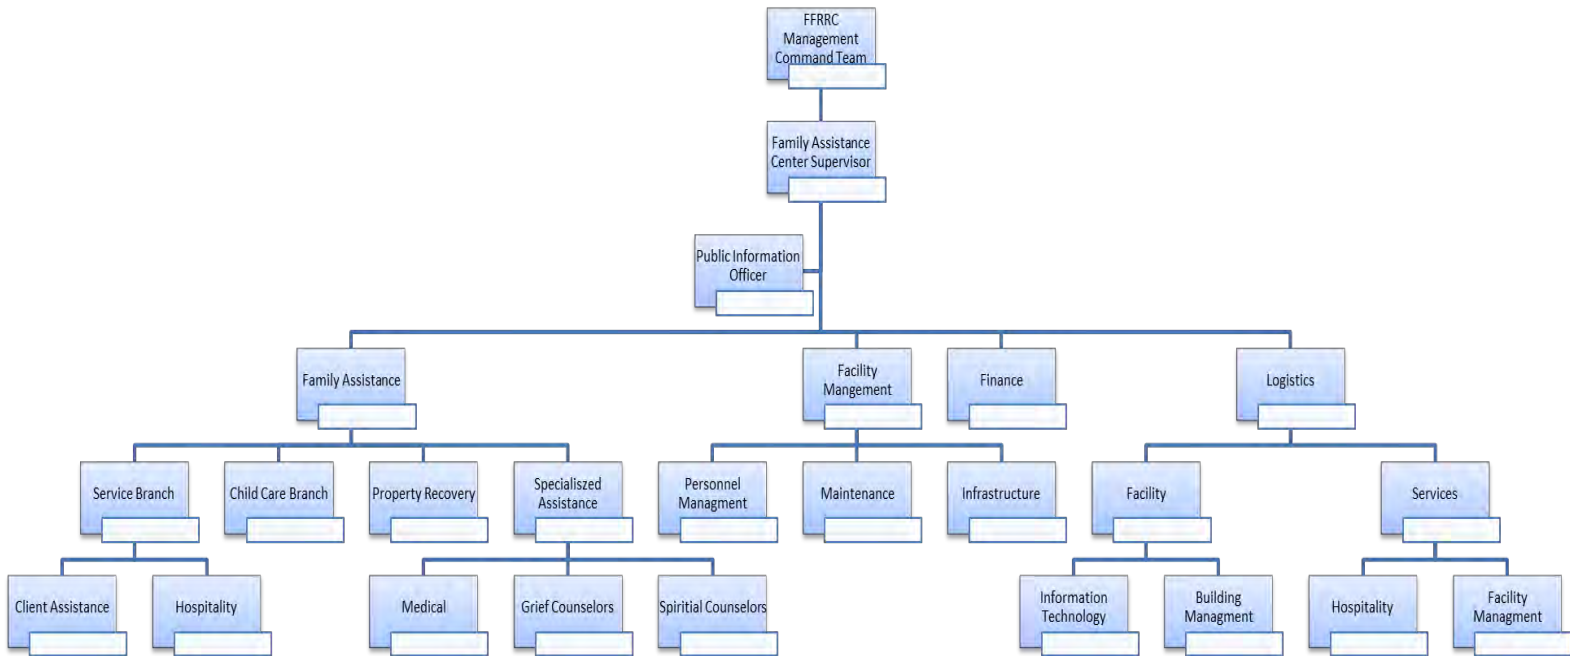 FFRRC
Management
Command Team
Family Assistance
Center Supervisor
Public Information
Officer
Family Assistance
Facility
Mangement
Finance
Logistics
Service Branch
Child Care Branch
Property Recovery
Specialiszed
Assistance
Personnel
Managment
Maintenance
Infrastructure
Facility
Services
Client Assistance
Hospitality
Medical
Grief Counselors
Spiritial Counselors
Information
Technology
Building
Managment
Hospitality
Facility
Managment